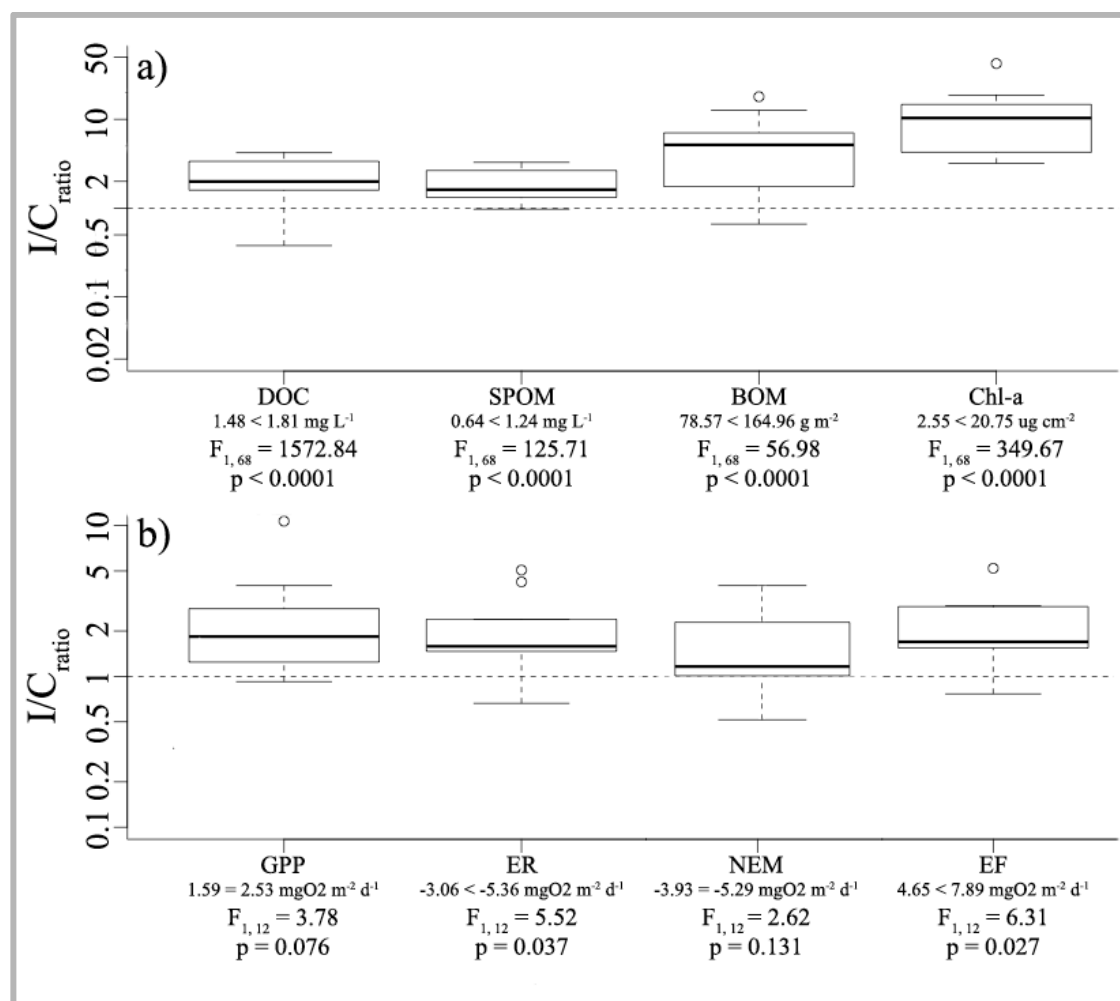 a)
I/C ratio
50
10
2
0.5
0.1
0.02
DOC SPOM BOM Chl-a
1.48 < 1.81 mg L-1 0.64 < 1.24 mg L-1 78.57 < 164.96 g m-2 2.55 < 20.75 ug cm-2
F1, 68 = 1572.84 F1, 68 = 125.71 F1, 68 = 56.98 F1, 68 = 349.67
p < 0.0001 p < 0.0001 p < 0.0001 p < 0.0001
b)
I/C ratio
10
5
2
1
0.5
0.2
0.1
GPP ER NEM EF
1.59 = 2.53 mgO2 m-2 d-1 -3.06 < -5.36 mgO2 m-2 d-1 -3.93 = -5.29 mgO2 m-2 d-1 4.65 < 7.89 mgO2 m-2 d-1
F1, 12 = 3.78 F1, 12 = 5.52 F1, 12 = 2.62 F1, 12 = 6.31
p = 0.076 p = 0.037 p = 0.131 p = 0.027